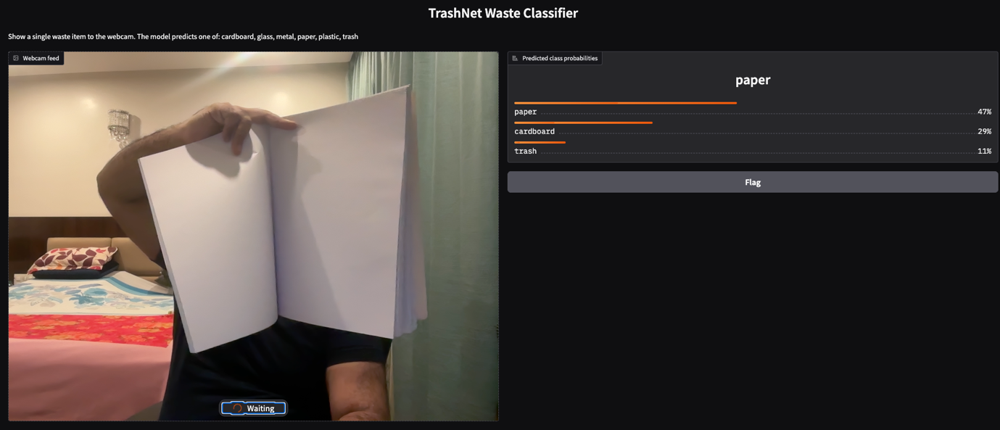 TrashNet Waste Classifier
Show a single waste item to the webcam. The model predicts one of: cardboard, glass, metal, paper, plastic, trash
Webcam feed
Waiting
Predicted class probabilities
paper
paper 47%
cardboard 29%
trash 11%
Flag